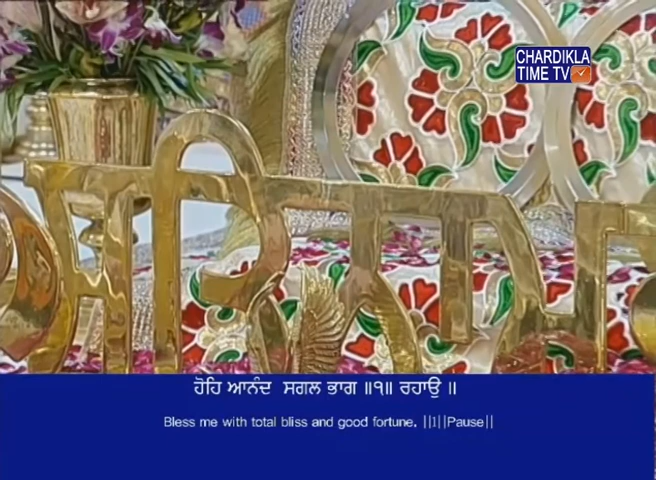 CHARDIKLA
TIME TV
ਹੋਹਿ ਆਨੰਦ ਸਗਲ ਭਾਗ ॥੧॥ ਰਹਾਉ ॥
Bless me with total bliss and good fortune. ||1||Pause||